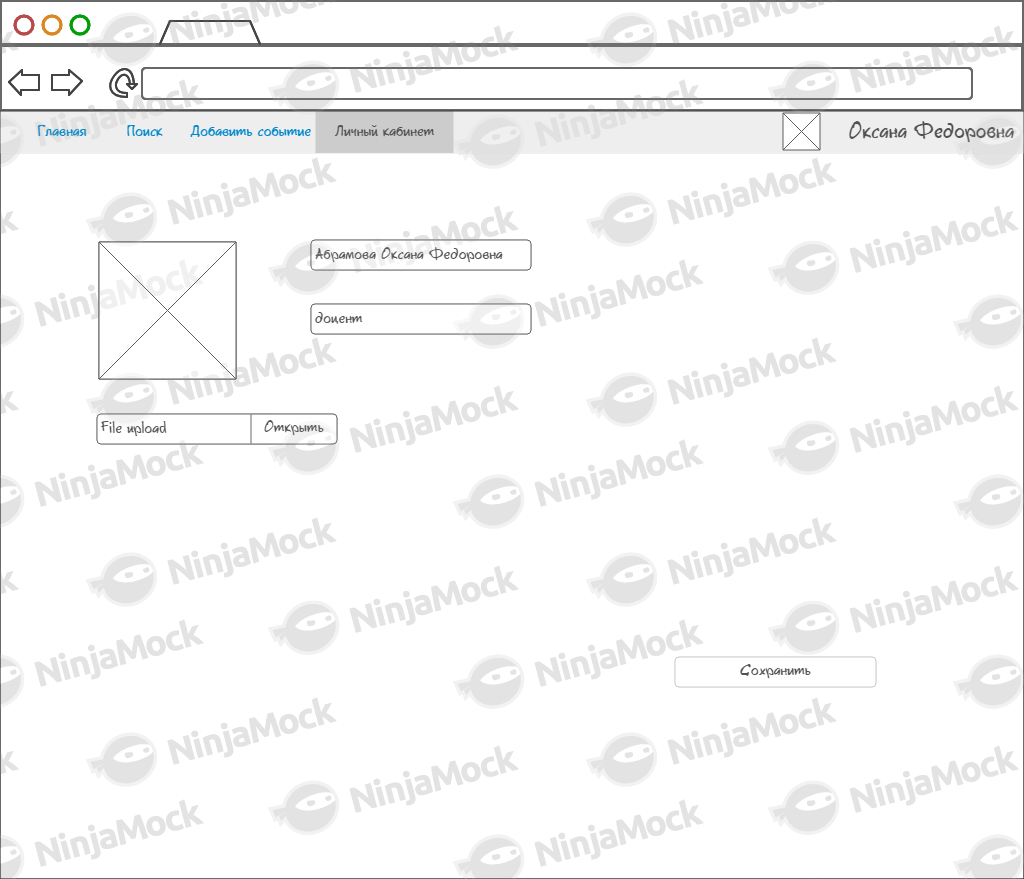 Главная Поиск Добавить событие Личный кабинет Оксана Федоровна
Абрамова Оксана Федоровна
доцент
File upload Открыть
Сохранить
NinjaMock